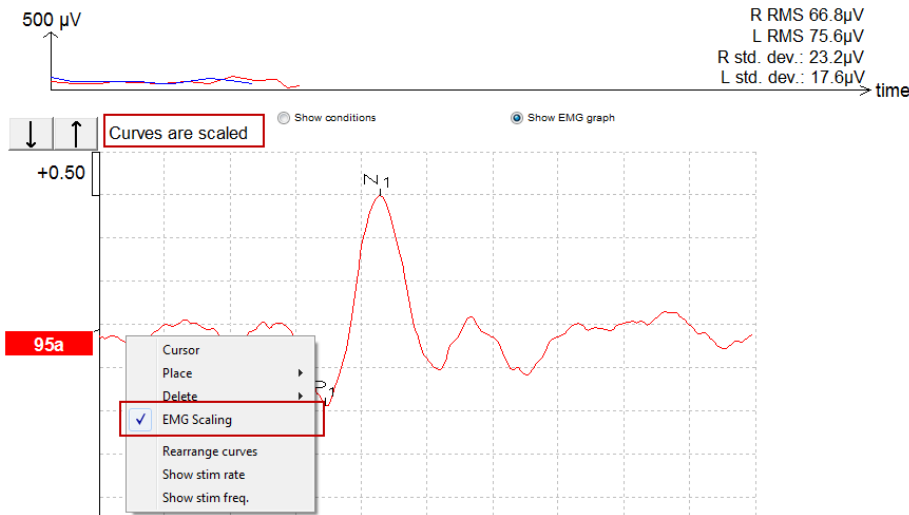 500 µV
R RMS 66.8µV
L RMS 75.6µV
R std. dev.: 23.2µV
L std. dev.: 17.6µV
time
Show conditions
Show EMG graph
Curves are scaled
+0.50
N1
95a
Cursor
Place
Delete
P1
EMG Scaling
Rearrange curves
Show stim rate
Show stim freq.